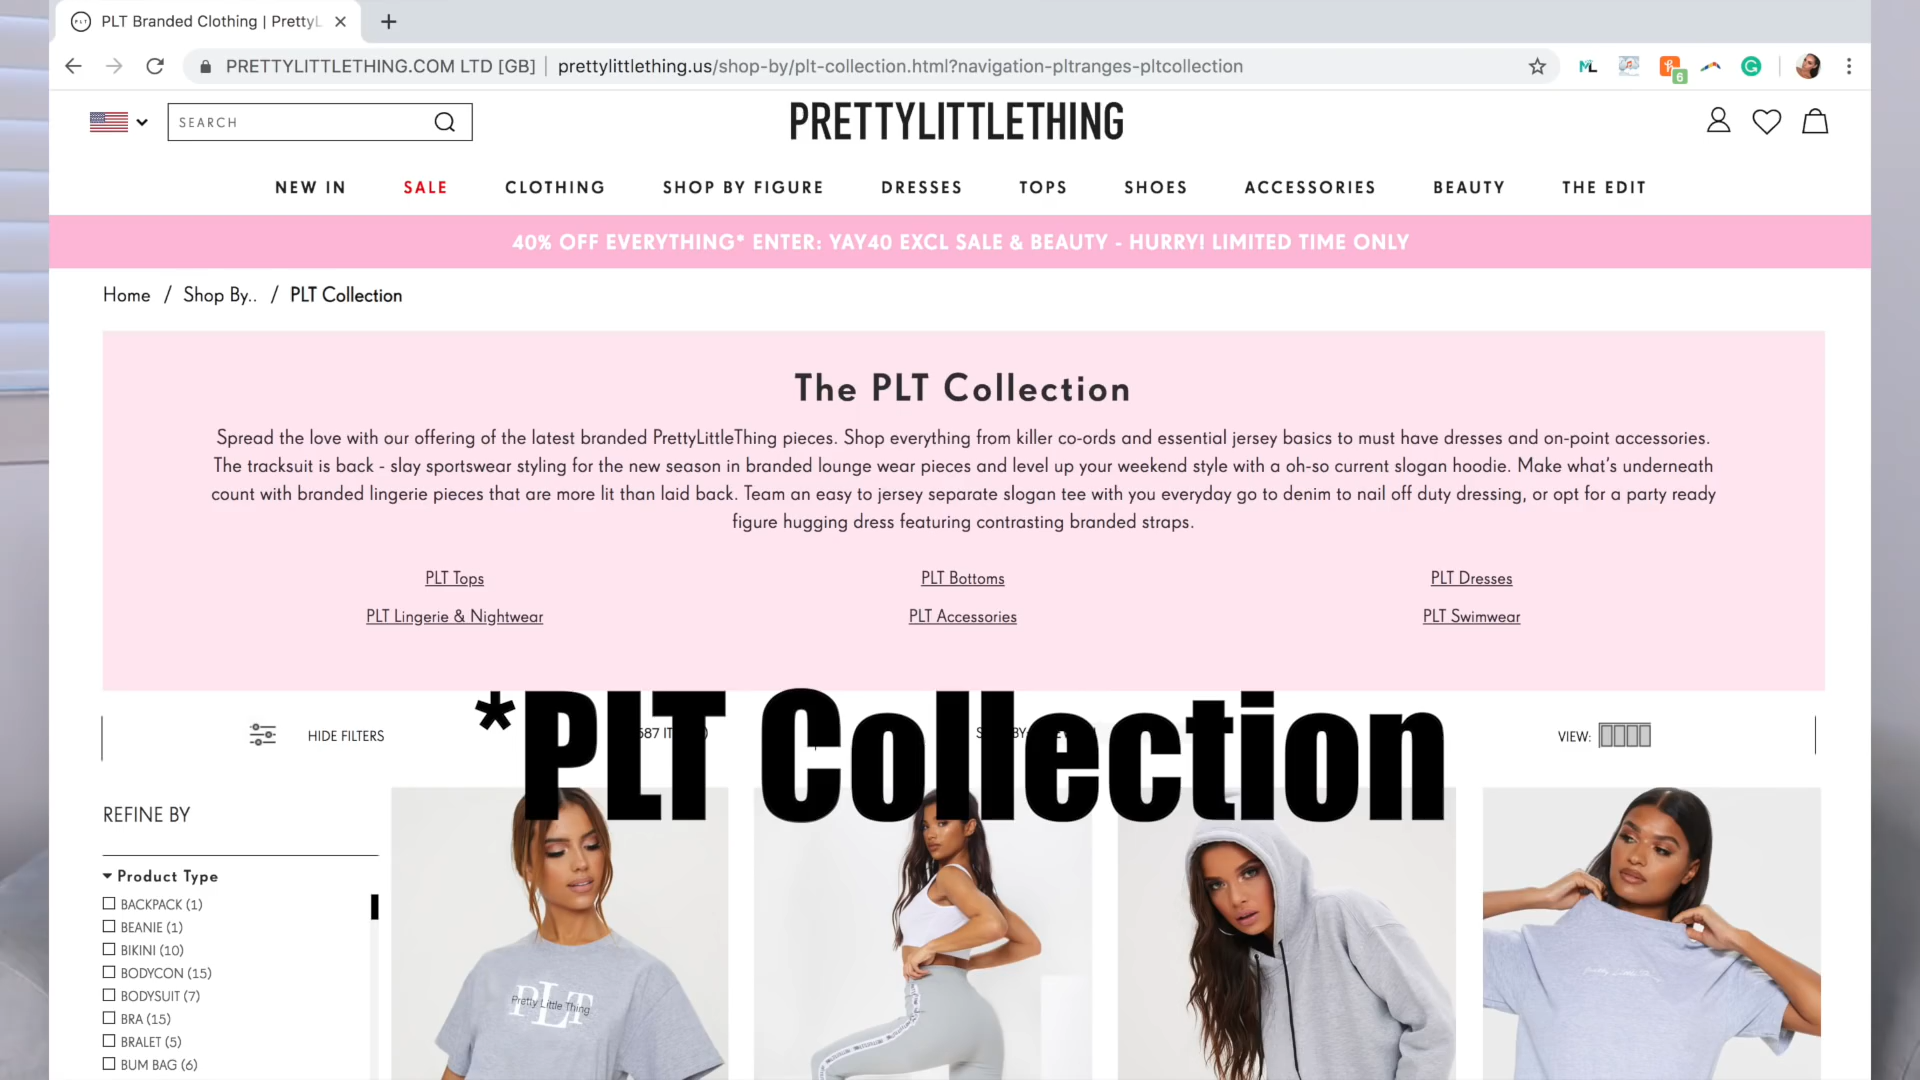 PLT Branded Clothing | PrettyL
PRETTYLITTLETHING.COM LTD [GB] | prettylittlething.us/shop-by/plt-collection.html?navigation-pltranges-pltcollection
6
SEARCH
PRETTYLITTLETHING
NEW IN SALE CLOTHING SHOP BY FIGURE DRESSES TOPS SHOES ACCESSORIES BEAUTY THE EDIT
40% OFF EVERYTHING* ENTER: YAY40 EXCL SALE & BEAUTY - HURRY! LIMITED TIME ONLY
Home / Shop By.. / PLT Collection
The PLT Collection
Spread the love with our offering of the latest branded PrettyLittleThing pieces. Shop everything from killer co-ords and essential jersey basics to must have dresses and on-point accessories.
The tracksuit is back - slay sportswear styling for the new season in branded lounge wear pieces and level up your weekend style with a oh-so current slogan hoodie. Make what's underneath
count with branded lingerie pieces that are more lit than laid back. Team an easy to jersey separate slogan tee with you everyday go to denim to nail off duty dressing, or opt for a party ready
figure hugging dress featuring contrasting branded straps.
PLT Tops PLT Bottoms PLT Dresses
PLT Lingerie & Nightwear PLT Accessories PLT Swimwear
*PLT Collection
HIDE FILTERS
VIEW:
REFINE BY
Product Type
BACKPACK (1)
BEANIE (1)
BIKINI (10)
BODYCON (15)
BODYSUIT (7)
BRA (15)
BRALET (5)
BUM BAG (6)
PLT
Pretty Little Thing